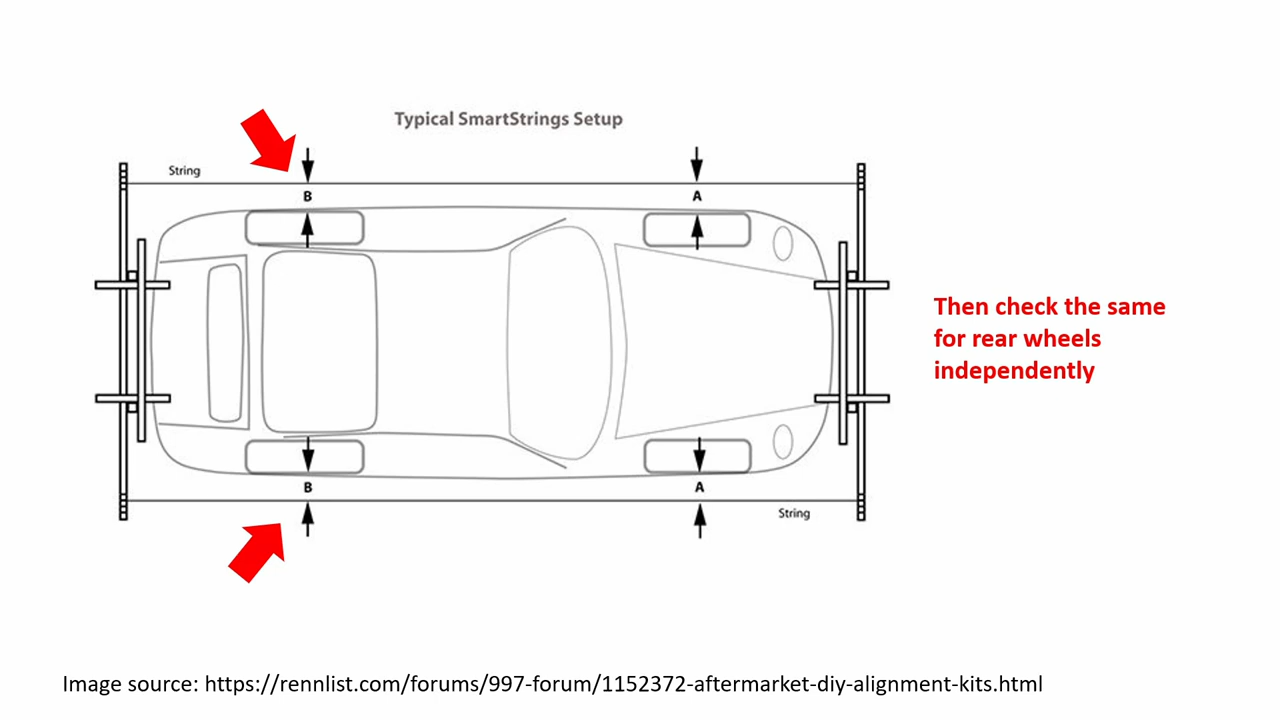 Typical SmartStrings Setup
String
B
A
Then check the same
for rear wheels
independently
B
A
String
Image source: https://rennlist.com/forums/997-forum/1152372-aftermarket-diy-alignment-kits.html